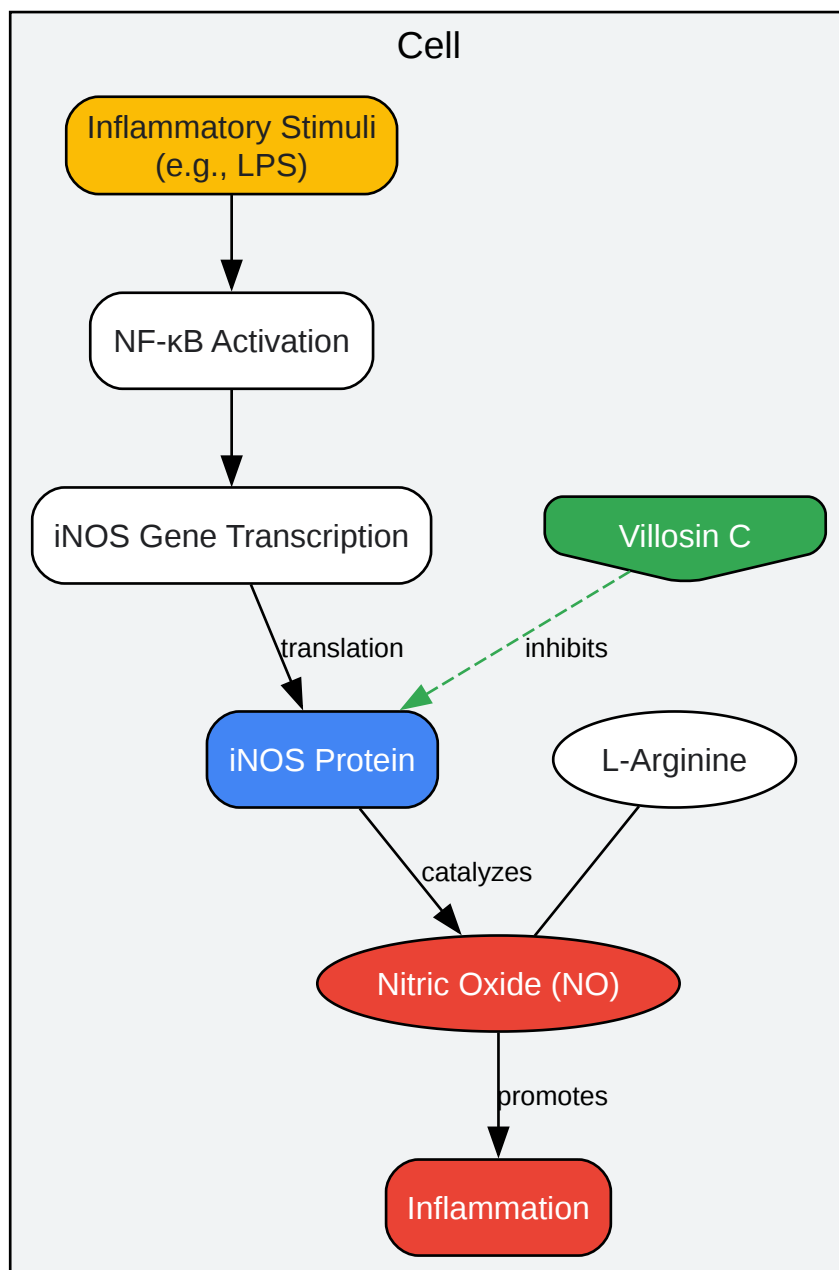 Cell
Inflammatory Stimuli
(e.g., LPS)
NF-κB Activation
iNOS Gene Transcription
Villosin C
translation
inhibits
iNOS Protein
L-Arginine
catalyzes
Nitric Oxide (NO)
promotes
Inflammation